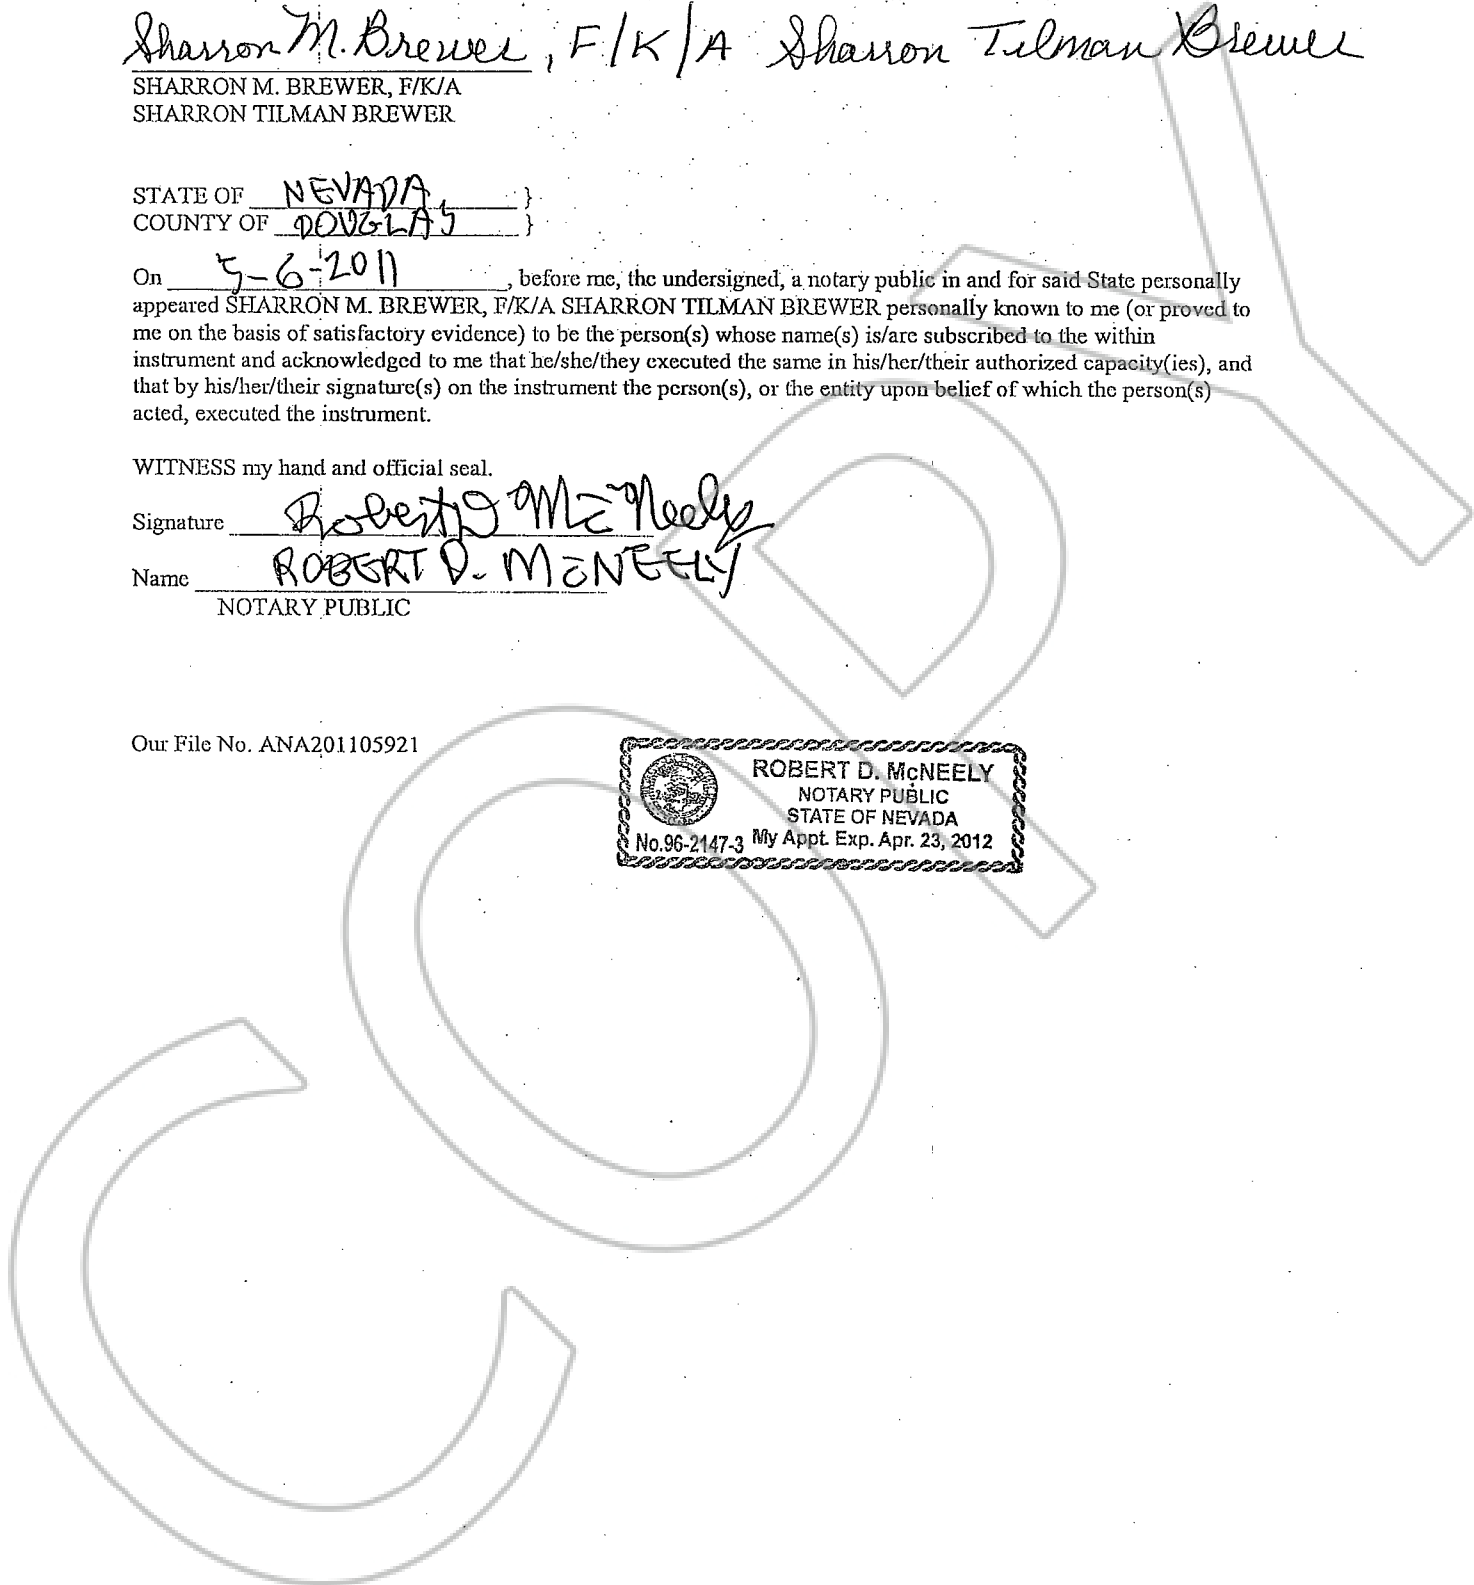 Sharron M. Brewer, F/K/A Sharron Tilman Brewer
SHARRON M. BREWER, F/K/A
SHARRON TILMAN BREWER
STATE OF NEVADA, }
COUNTY OF DOUGLAS }
On 5-6-2011, before me, the undersigned, a notary public in and for said State personally
appeared SHARRON M. BREWER, F/K/A SHARRON TILMAN BREWER personally known to me (or proved to
me on the basis of satisfactory evidence) to be the person(s) whose name(s) is/are subscribed to the within
instrument and acknowledged to me that he/she/they executed the same in his/her/their authorized capacity(ies), and
that by his/her/their signature(s) on the instrument the person(s), or the entity upon belief of which the person(s)
acted, executed the instrument.
WITNESS my hand and official seal.
Signature Robert D McNeely
Name ROBERT D. McNEELY
NOTARY PUBLIC
Our File No. ANA201105921
ROBERT D. McNEELY
NOTARY PUBLIC
STATE OF NEVADA
No.96-2147-3 My Appt. Exp. Apr. 23, 2012
COPY